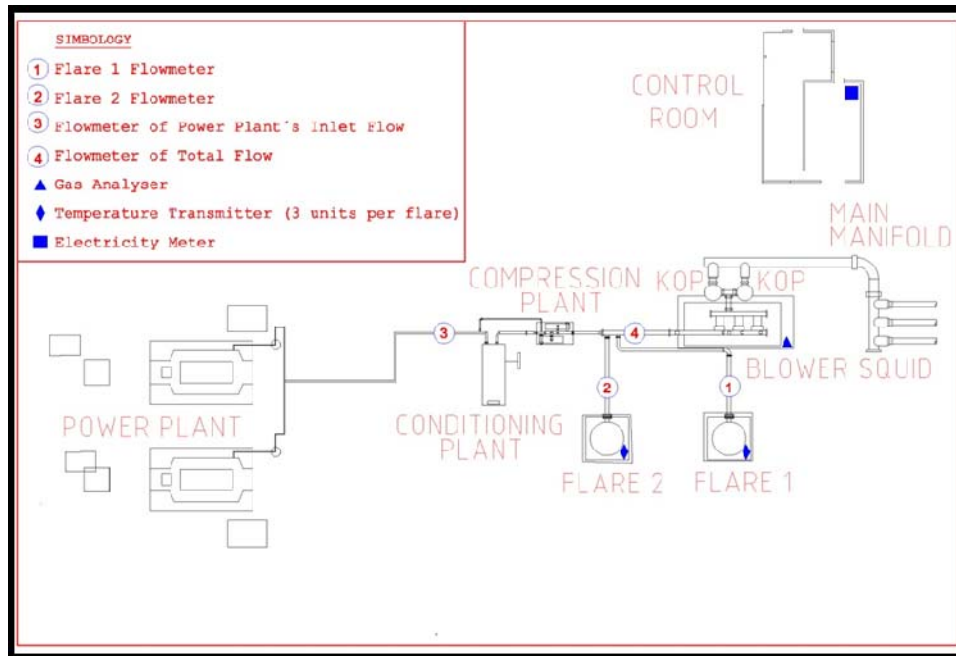 SIMBOLOGY
1 Flare 1 Flowmeter
2 Flare 2 Flowmeter
3 Flowmeter of Power Plant´s Inlet Flow
4 Flowmeter of Total Flow
Gas Analyser
Temperature Transmitter (3 units per flare)
Electricity Meter
CONTROL
ROOM
MAIN
MANIFOLD
COMPRESSION
PLANT
KOP
KOP
3
4
BLOWER SQUID
2
1
POWER PLANT
CONDITIONING
PLANT
FLARE 2
FLARE 1